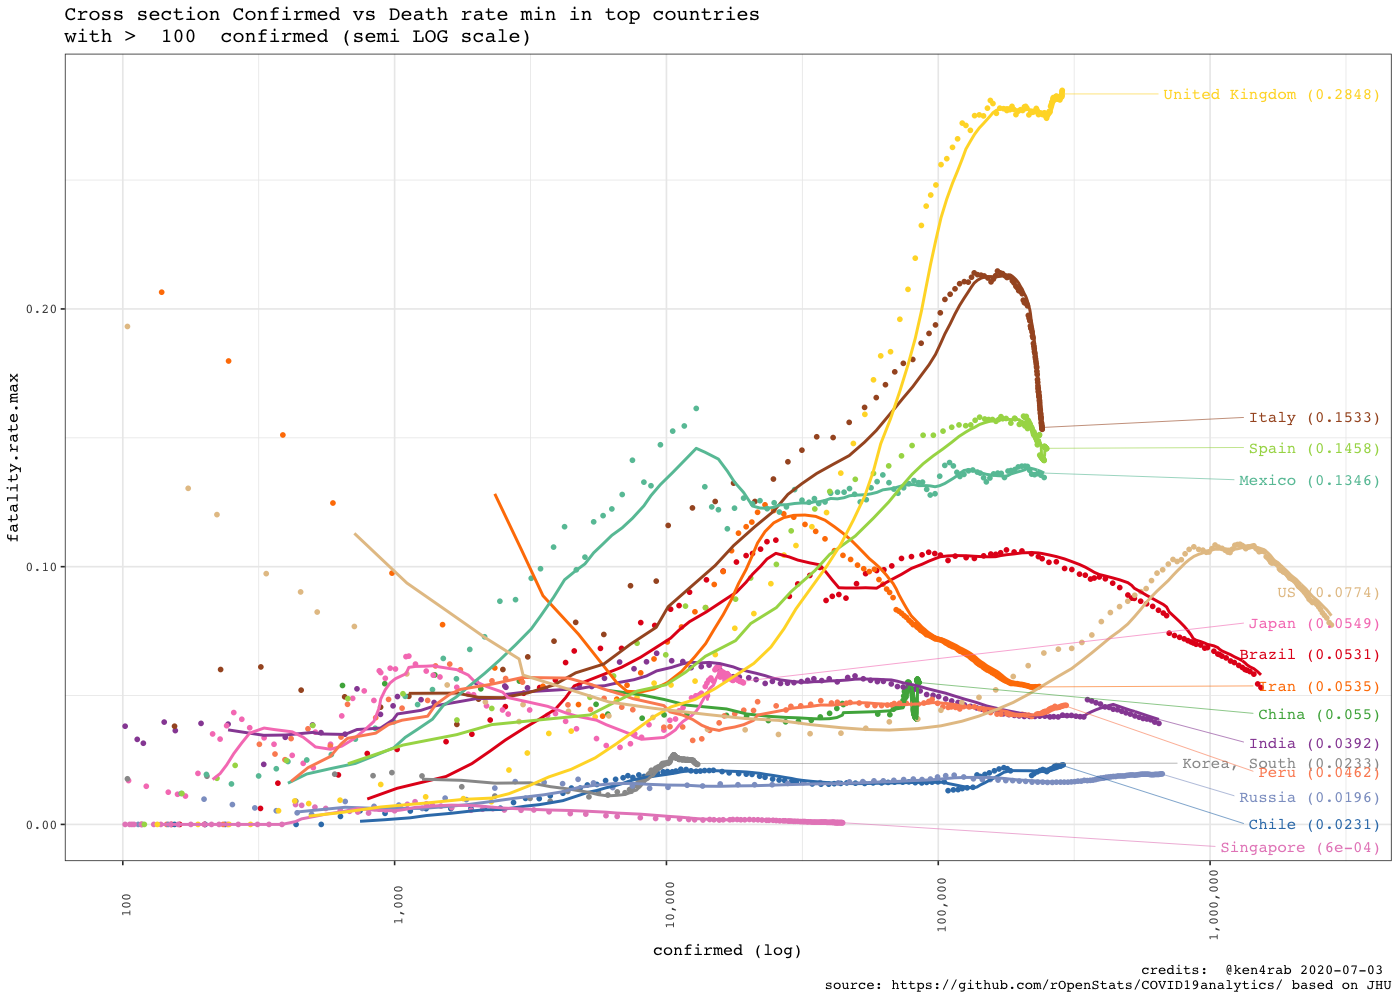 Cross section Confirmed vs Death rate min in top countries
with >  100  confirmed (semi LOG scale)
United Kingdom (0.2848)
0.20
Italy (0.1533)
Spain (0.1458)
Mexico (0.1346)
fatality.rate.max
0.10
US (0.0774)
Japan (0.0549)
Brazil (0.0531)
Iran (0.0535)
China (0.055)
India (0.0392)
Korea, South (0.0233)
Peru (0.0462)
Russia (0.0196)
0.00
Chile (0.0231)
Singapore (6e-04)
100
1,000
10,000
100,000
1,000,000
confirmed (log)
credits:  @ken4rab 2020-07-03
source: https://github.com/rOpenStats/COVID19analytics/ based on JHU